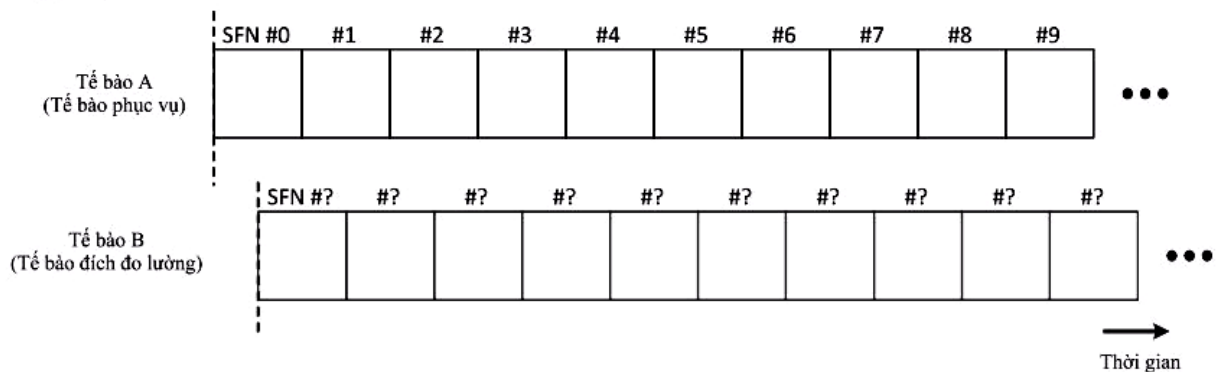 SFN #0 #1 #2 #3 #4 #5 #6 #7 #8 #9
Tế bào A
(Tế bào phục vụ)
SFN #? #? #? #? #? #? #? #? #? #?
Tế bào B
(Tế bào đích đo lường)
Thời gian